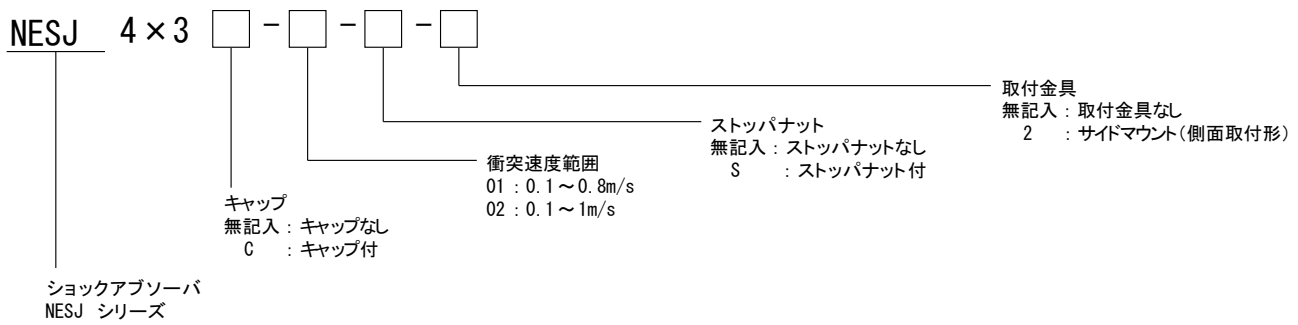 NESJ 4×3 □-□-□-□
取付金具
無記入：取付金具なし
2 ：サイドマウント(側面取付形)
ストッパナット
無記入：ストッパナットなし
S ：ストッパナット付
衝突速度範囲
01：0.1～0.8m/s
02：0.1～1m/s
キャップ
無記入：キャップなし
C ：キャップ付
ショックアブソーバ
NESJ シリーズ